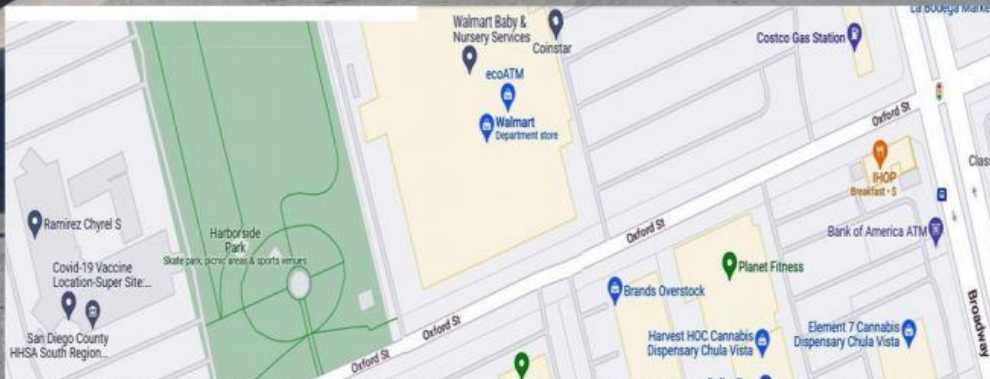 La Bodega Marke
Walmart Baby &
Nursery Services
Coinstar
Costco Gas Station
ecoATM
Walmart
Department store
Oxford St
IHOP
Breakfast • $
Clas
Ramirez Chyrel S
Harborside
Park
Skate park, picnic areas & sports venues
Oxford St
Bank of America ATM
Covid-19 Vaccine
Location-Super Site:...
Planet Fitness
Brands Overstock
San Diego County
HHSA South Region...
Oxford St
Harvest HOC Cannabis
Dispensary Chula Vista
Element 7 Cannabis
Dispensary Chula Vista
Broadway
Oxford St